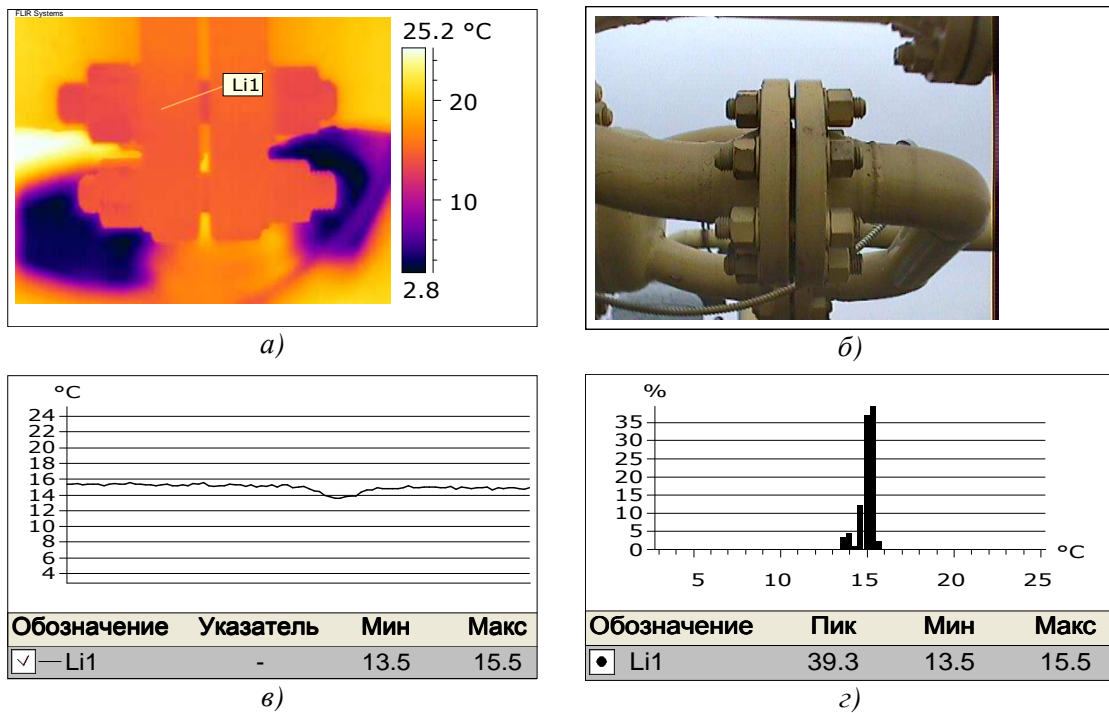 FLIR Systems
25.2 °C
Li1
20
10
2.8
а)
б)
°C
24
22
20
18
16
14
12
10
8
6
4
Обозначение Указатель Мин Макс
Li1 - 13.5 15.5
в)
%
35
30
25
20
15
10
5
0
°C
5 10 15 20 25
Обозначение Пик Мин Макс
Li1 39.3 13.5 15.5
г)